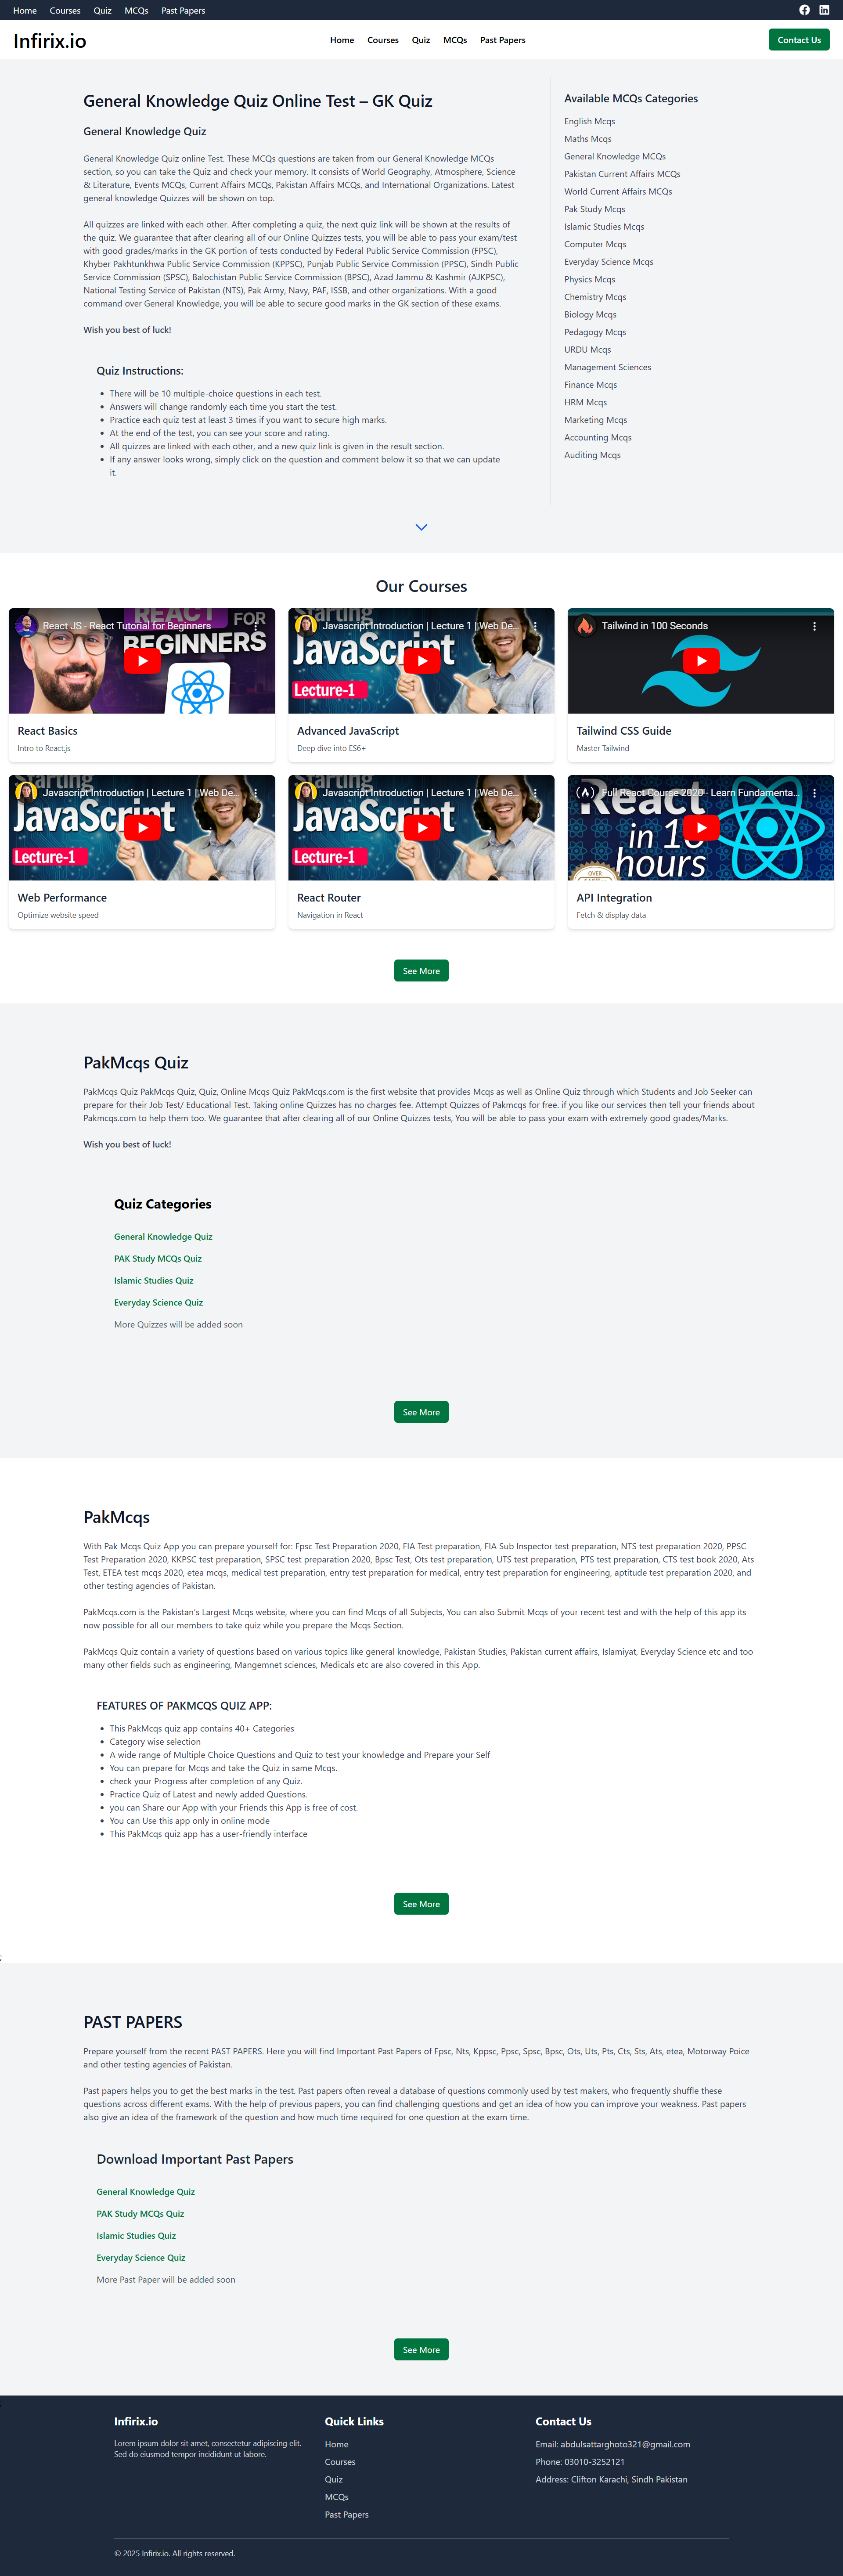 Home Courses Quiz MCQs Past Papers
Infirix.io
Home Courses Quiz MCQs Past Papers
Contact Us
General Knowledge Quiz Online Test – GK Quiz
General Knowledge Quiz
General Knowledge Quiz online Test. These MCQs questions are taken from our General Knowledge MCQs
section, so you can take the Quiz and check your memory. It consists of World Geography, Atmosphere, Science
& Literature, Events MCQs, Current Affairs MCQs, Pakistan Affairs MCQs, and International Organizations. Latest
general knowledge Quizzes will be shown on top.
All quizzes are linked with each other. After completing a quiz, the next quiz link will be shown at the results of
the quiz. We guarantee that after clearing all of our Online Quizzes tests, you will be able to pass your exam/test
with good grades/marks in the GK portion of tests conducted by Federal Public Service Commission (FPSC),
Khyber Pakhtunkhwa Public Service Commission (KPPSC), Punjab Public Service Commission (PPSC), Sindh Public
Service Commission (SPSC), Balochistan Public Service Commission (BPSC), Azad Jammu & Kashmir (AJKPSC),
National Testing Service of Pakistan (NTS), Pak Army, Navy, PAF, ISSB, and other organizations. With a good
command over General Knowledge, you will be able to secure good marks in the GK section of these exams.
Wish you best of luck!
Quiz Instructions:
• There will be 10 multiple-choice questions in each test.
• Answers will change randomly each time you start the test.
• Practice each quiz test at least 3 times if you want to secure high marks.
• At the end of the test, you can see your score and rating.
• All quizzes are linked with each other, and a new quiz link is given in the result section.
• If any answer looks wrong, simply click on the question and comment below it so that we can update
it.
Available MCQs Categories
English Mcqs
Maths Mcqs
General Knowledge MCQs
Pakistan Current Affairs MCQs
World Current Affairs MCQs
Pak Study Mcqs
Islamic Studies Mcqs
Computer Mcqs
Everyday Science Mcqs
Physics Mcqs
Chemistry Mcqs
Biology Mcqs
Pedagogy Mcqs
URDU Mcqs
Management Sciences
Finance Mcqs
HRM Mcqs
Marketing Mcqs
Accounting Mcqs
Auditing Mcqs
Our Courses
React JS - React Tutorial for Beginners
REACT FOR
BEGINNERS
React Basics
Intro to React.js
Starting
Javascript Introduction | Lecture 1 | Web De...
JavaScript
Lecture-1
Advanced JavaScript
Deep dive into ES6+
Tailwind in 100 Seconds
Tailwind CSS Guide
Master Tailwind
Starting
Javascript Introduction | Lecture 1 | Web De...
JavaScript
Lecture-1
Web Performance
Optimize website speed
Starting
Javascript Introduction | Lecture 1 | Web De...
JavaScript
Lecture-1
React Router
Navigation in React
Full React Course 2020 - Learn Fundamenta...
React
in 10
hours
OVER
API Integration
Fetch & display data
See More
PakMcqs Quiz
PakMcqs Quiz PakMcqs Quiz, Quiz, Online Mcqs Quiz PakMcqs.com is the first website that provides Mcqs as well as Online Quiz through which Students and Job Seeker can
prepare for their Job Test/ Educational Test. Taking online Quizzes has no charges fee. Attempt Quizzes of Pakmcqs for free. if you like our services then tell your friends about
Pakmcqs.com to help them too. We guarantee that after clearing all of our Online Quizzes tests, You will be able to pass your exam with extremely good grades/Marks.
Wish you best of luck!
Quiz Categories
General Knowledge Quiz
PAK Study MCQs Quiz
Islamic Studies Quiz
Everyday Science Quiz
More Quizzes will be added soon
See More
PakMcqs
With Pak Mcqs Quiz App you can prepare yourself for: Fpsc Test Preparation 2020, FIA Test preparation, FIA Sub Inspector test preparation, NTS test preparation 2020, PPSC
Test Preparation 2020, KKPSC test preparation, SPSC test preparation 2020, Bpsc Test, Ots test preparation, UTS test preparation, PTS test preparation, CTS test book 2020, Ats
Test, ETEA test mcqs 2020, etea mcqs, medical test preparation, entry test preparation for medical, entry test preparation for engineering, aptitude test preparation 2020, and
other testing agencies of Pakistan.
PakMcqs.com is the Pakistan's Largest Mcqs website, where you can find Mcqs of all Subjects, You can also Submit Mcqs of your recent test and with the help of this app its
now possible for all our members to take quiz while you prepare the Mcqs Section.
PakMcqs Quiz contain a variety of questions based on various topics like general knowledge, Pakistan Studies, Pakistan current affairs, Islamiyat, Everyday Science etc and too
many other fields such as engineering, Mangemnet sciences, Medicals etc are also covered in this App.
FEATURES OF PAKMCQS QUIZ APP:
• This PakMcqs quiz app contains 40+ Categories
• Category wise selection
• A wide range of Multiple Choice Questions and Quiz to test your knowledge and Prepare your Self
• You can prepare for Mcqs and take the Quiz in same Mcqs.
• check your Progress after completion of any Quiz.
• Practice Quiz of Latest and newly added Questions.
• you can Share our App with your Friends this App is free of cost.
• You can Use this app only in online mode
• This PakMcqs quiz app has a user-friendly interface
See More
;
PAST PAPERS
Prepare yourself from the recent PAST PAPERS. Here you will find Important Past Papers of Fpsc, Nts, Kppsc, Ppsc, Spsc, Bpsc, Ots, Uts, Pts, Cts, Sts, Ats, etea, Motorway Poice
and other testing agencies of Pakistan.
Past papers helps you to get the best marks in the test. Past papers often reveal a database of questions commonly used by test makers, who frequently shuffle these
questions across different exams. With the help of previous papers, you can find challenging questions and get an idea of how you can improve your weakness. Past papers
also give an idea of the framework of the question and how much time required for one question at the exam time.
Download Important Past Papers
General Knowledge Quiz
PAK Study MCQs Quiz
Islamic Studies Quiz
Everyday Science Quiz
More Past Paper will be added soon
See More
Infirix.io
Lorem ipsum dolor sit amet, consectetur adipiscing elit.
Sed do eiusmod tempor incididunt ut labore.
Quick Links
Home
Courses
Quiz
MCQs
Past Papers
Contact Us
Email: abdulsattarghoto321@gmail.com
Phone: 03010-3252121
Address: Clifton Karachi, Sindh Pakistan
© 2025 Infirix.io. All rights reserved.